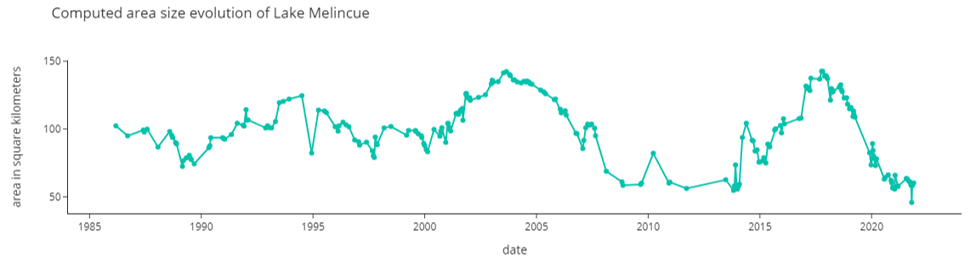 Computed area size evolution of Lake Melincue
area in square kilometers
150
100
50
1985 1990 1995 2000 2005 2010 2015 2020
date